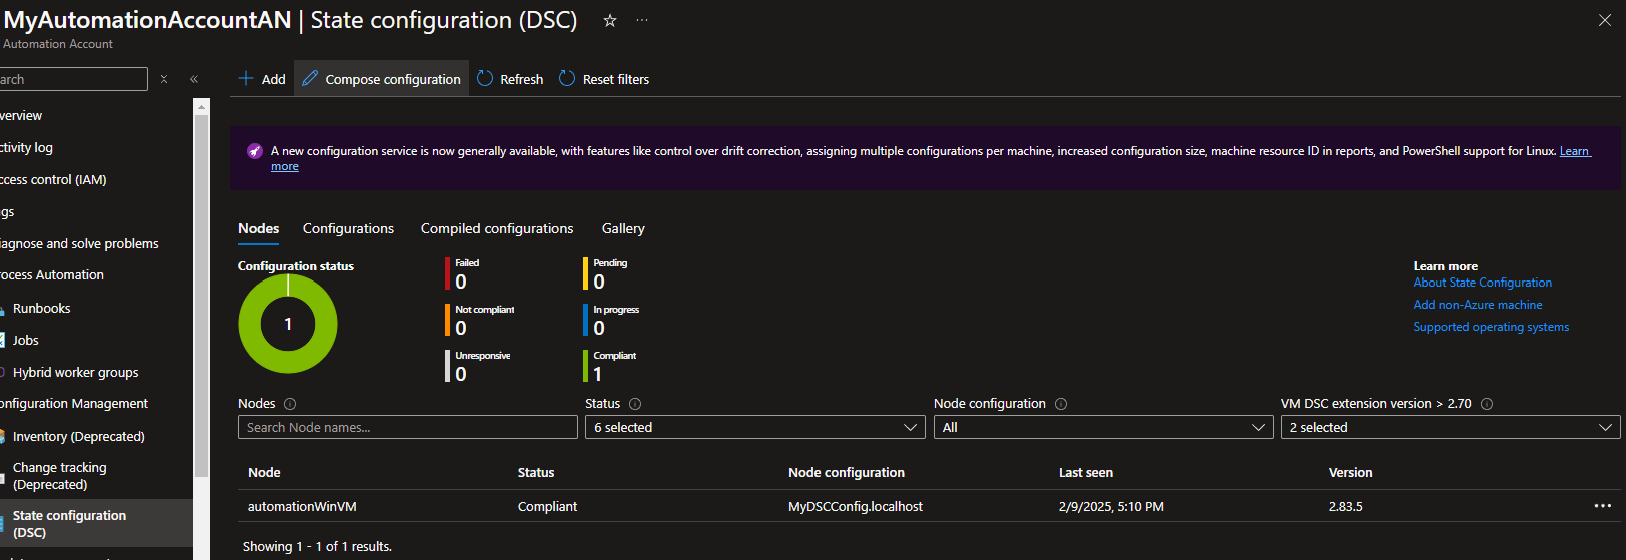 MyAutomationAccountAN | State configuration (DSC)
Automation Account
arch
Add
Compose configuration
Refresh
Reset filters
verview
ctivity log
ccess control (IAM)
gs
iagnose and solve problems
rocess Automation
Runbooks
Jobs
Hybrid worker groups
onfiguration Management
Inventory (Deprecated)
Change tracking
(Deprecated)
State configuration
(DSC)
A new configuration service is now generally available, with features like control over drift correction, assigning multiple configurations per machine, increased configuration size, machine resource ID in reports, and PowerShell support for Linux. Learn
more
Nodes
Configurations
Compiled configurations
Gallery
Configuration status
1
Failed
0
Pending
0
Not compliant
0
In progress
0
Unresponsive
0
Compliant
1
Learn more
About State Configuration
Add non-Azure machine
Supported operating systems
Nodes
Search Node names...
Status
6 selected
Node configuration
All
VM DSC extension version > 2.70
2 selected
Node
Status
Node configuration
Last seen
Version
automationWinVM
Compliant
MyDSCConfig.localhost
2/9/2025, 5:10 PM
2.83.5
Showing 1 - 1 of 1 results.